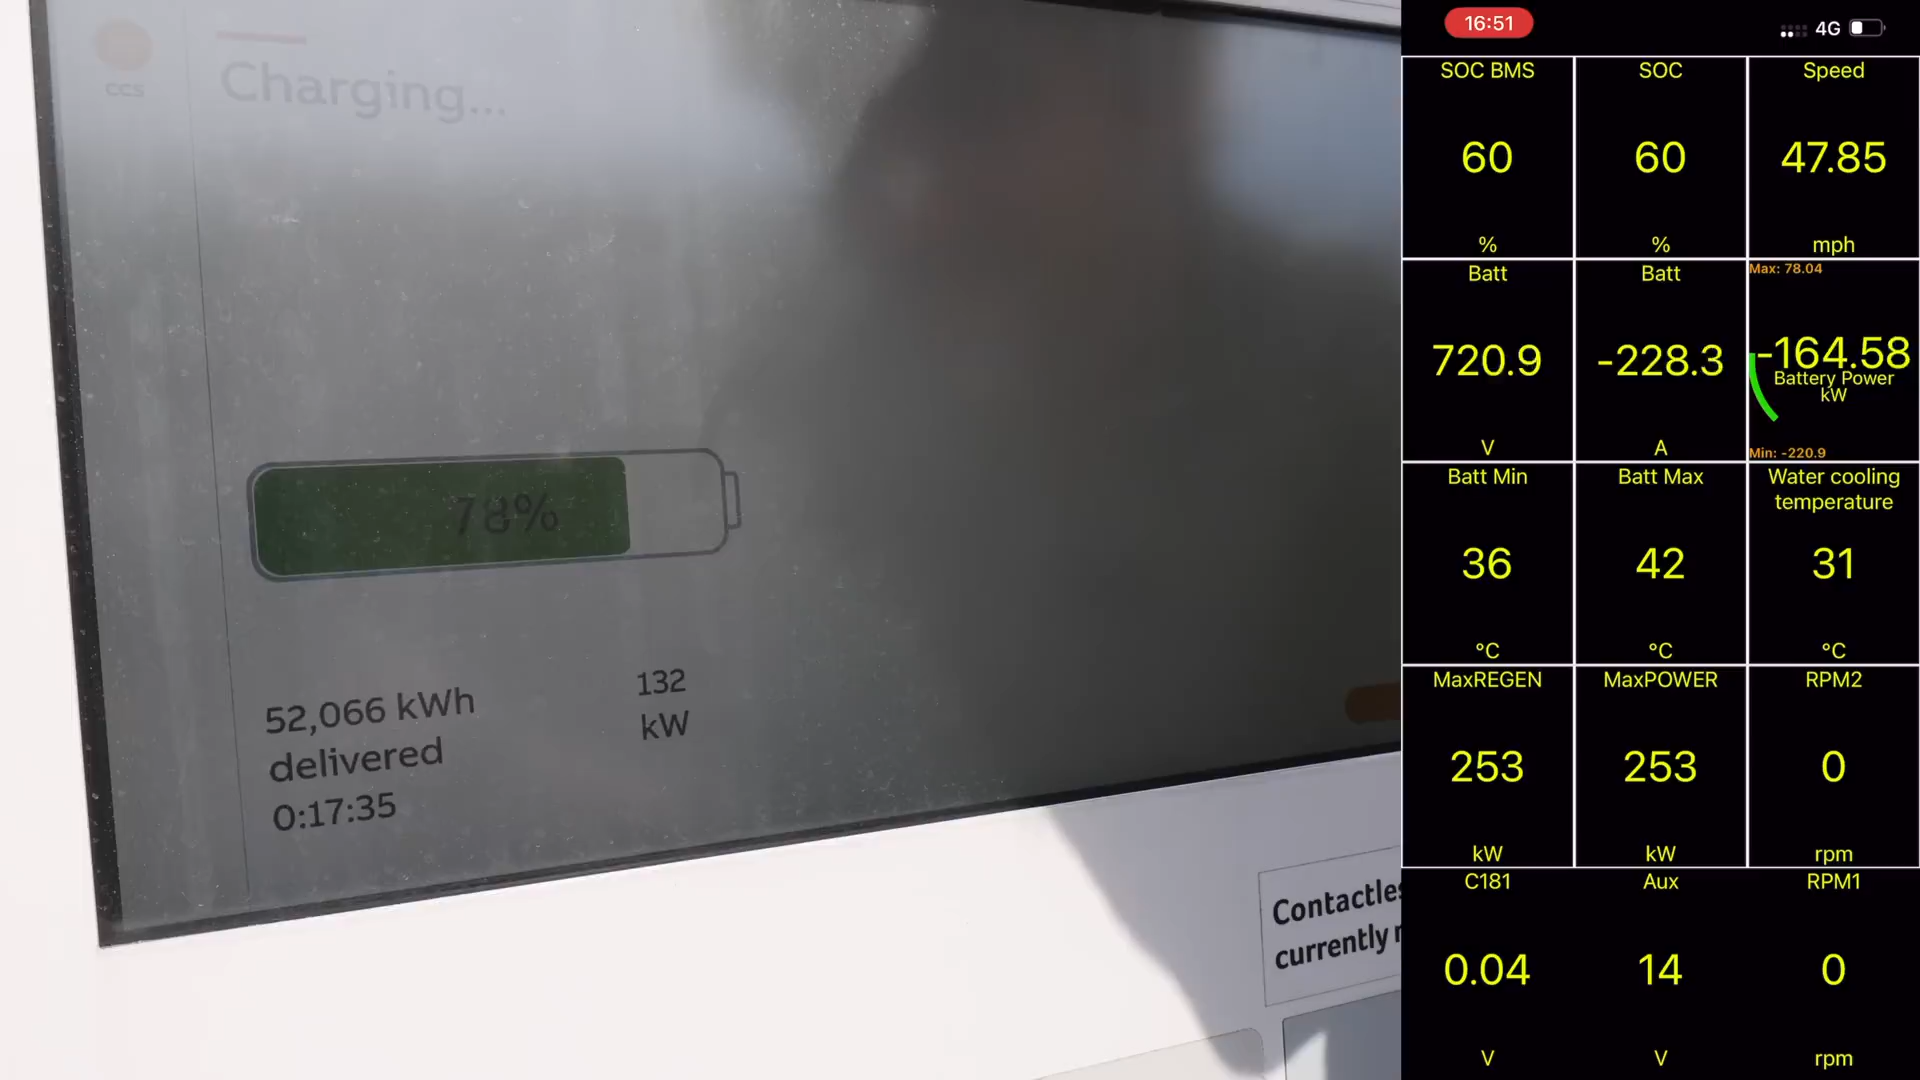 CCS
Charging...
78%
52,066 kWh
delivered
0:17:35
132
kW
Contactles
currently
16:51
4G
SOC BMS
60
%
SOC
60
%
Speed
47.85
mph
Batt
720.9
V
Batt
-228.3
A
Max: 78.04
-164.58
Battery Power
kW
Min: -220.9
Batt Min
36
°C
Batt Max
42
°C
Water cooling
temperature
31
°C
MaxREGEN
253
kW
MaxPOWER
253
kW
RPM2
0
rpm
C181
0.04
V
Aux
14
V
RPM1
0
rpm